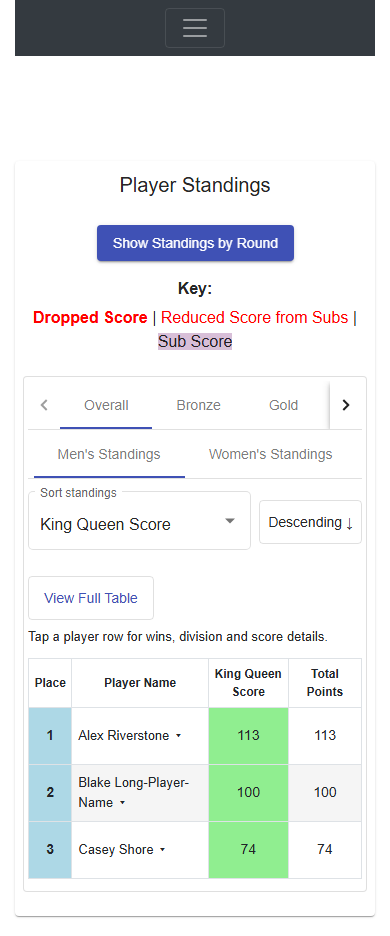 Player Standings
Show Standings by Round
Key:
Dropped Score | Reduced Score from Subs |
Sub Score
Overall Bronze Gold
Men's Standings Women's Standings
Sort standings
King Queen Score
Descending ↓
View Full Table
Tap a player row for wins, division and score details.
Place Player Name King Queen Score Total Points
1 Alex Riverstone 113 113
2 Blake Long-Player-Name 100 100
3 Casey Shore 74 74